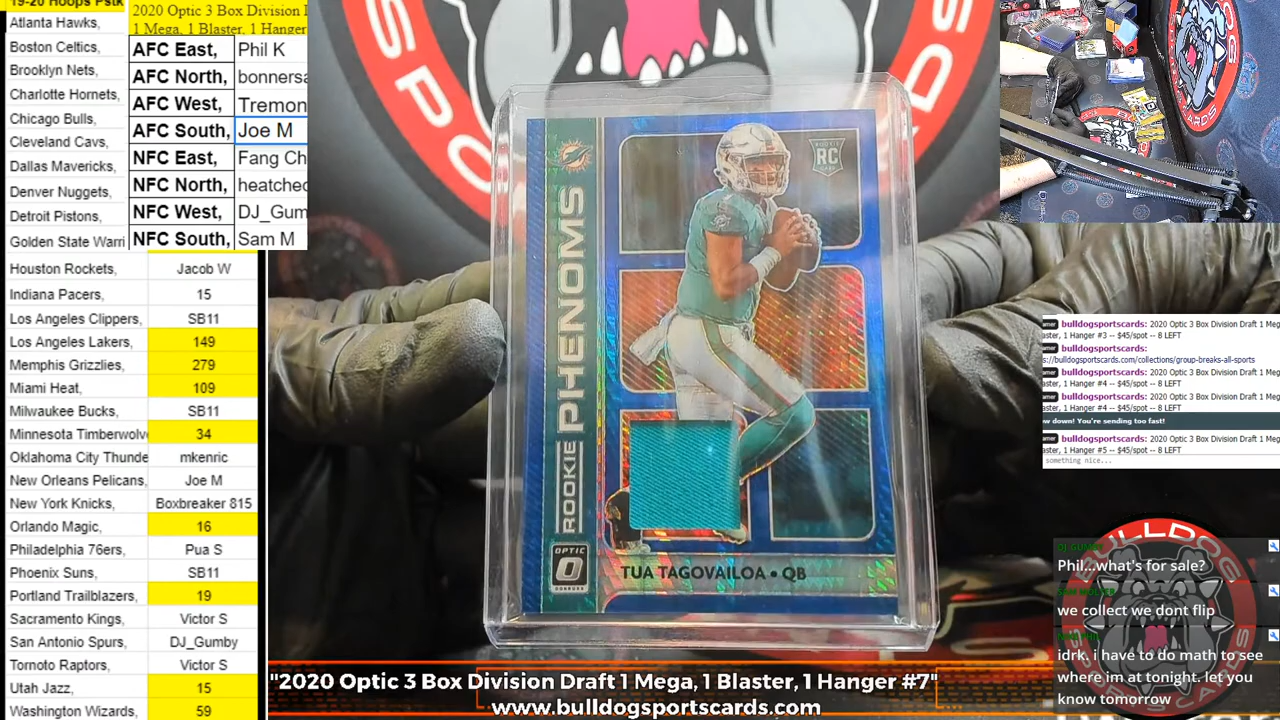 19-20 Hoops Pstk
Atlanta Hawks,
Boston Celtics,
Brooklyn Nets,
Charlotte Hornets,
Chicago Bulls,
Cleveland Cavs,
Dallas Mavericks,
Denver Nuggets,
Detroit Pistons,
Golden State Warri
Houston Rockets, Jacob W
Indiana Pacers, 15
Los Angeles Clippers, SB11
Los Angeles Lakers, 149
Memphis Grizzlies, 279
Miami Heat, 109
Milwaukee Bucks, SB11
Minnesota Timberwolv 34
Oklahoma City Thunde mkenric
New Orleans Pelicans, Joe M
New York Knicks, Boxbreaker 815
Orlando Magic, 16
Philadelphia 76ers, Pua S
Phoenix Suns, SB11
Portland Trailblazers, 19
Sacramento Kings, Victor S
San Antonio Spurs, DJ_Gumby
Tornoto Raptors, Victor S
Utah Jazz, 15
Washington Wizards, 59
2020 Optic 3 Box Division
1 Mega, 1 Blaster, 1 Hanger
AFC East, Phil K
AFC North, bonnersa
AFC West, Tremon
AFC South, Joe M
NFC East, Fang Ch
NFC North, heatched
NFC West, DJ_Gum
NFC South, Sam M
SPO
CARDS
ROOKIE
RC
ROOKIE PHENOMS
OPTIC
TUA TAGOVAILOA • QB
"2020 Optic 3 Box Division Draft 1 Mega, 1 Blaster, 1 Hanger #7"
www.bulldogsportscards.com
bulldogsportscards: 2020 Optic 3 Box Division Draft 1 Meg
aster, 1 Hanger #3 -- $45/spot -- 8 LEFT
bulldogsportscards:
s://bulldogsportscards.com/collections/group-breaks-all-sports
bulldogsportscards: 2020 Optic 3 Box Division Draft 1 Meg
aster, 1 Hanger #4 -- $45/spot -- 8 LEFT
bulldogsportscards: 2020 Optic 3 Box Division Draft 1 Meg
aster, 1 Hanger #4 -- $45/spot -- 8 LEFT
ow down! You're sending too fast!
bulldogsportscards: 2020 Optic 3 Box Division Draft 1 Meg
aster, 1 Hanger #5 -- $45/spot -- 8 LEFT
something nice...
BULLDOG
Phil...what's for sale?
we collect we dont flip
idrk. i have to do math to see
where im at tonight. let you
know tomorrow